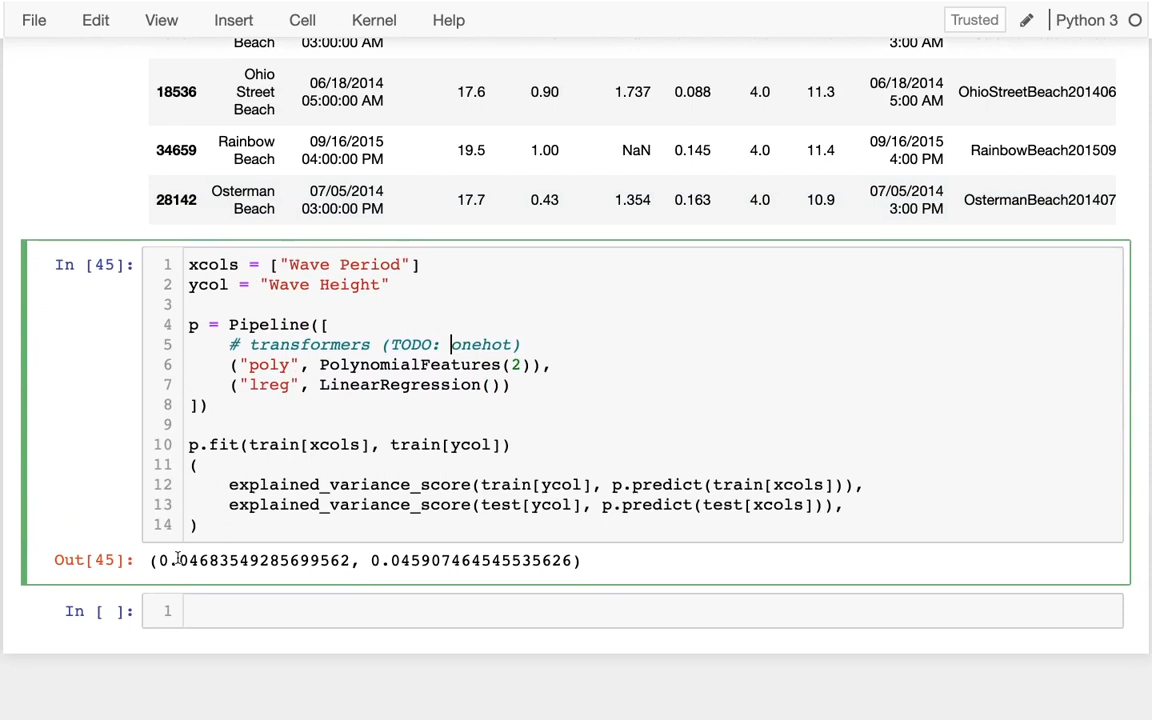 File Edit View Insert Cell Kernel Help Trusted Python 3
Beach 03:00:00 AM 3:00 AM
18536 Ohio Street Beach 06/18/2014 05:00:00 AM 17.6 0.90 1.737 0.088 4.0 11.3 06/18/2014 5:00 AM OhioStreetBeach201406
34659 Rainbow Beach 09/16/2015 04:00:00 PM 19.5 1.00 NaN 0.145 4.0 11.4 09/16/2015 4:00 PM RainbowBeach201509
28142 Osterman Beach 07/05/2014 03:00:00 PM 17.7 0.43 1.354 0.163 4.0 10.9 07/05/2014 3:00 PM OstermanBeach201407
In [45]: 1 xcols = ["Wave Period"]
2 ycol = "Wave Height"
3
4 p = Pipeline([
5 # transformers (TODO: onehot)
6 ("poly", PolynomialFeatures(2)),
7 ("lreg", LinearRegression())
8 ])
9
10 p.fit(train[xcols], train[ycol])
11 (
12 explained_variance_score(train[ycol], p.predict(train[xcols])),
13 explained_variance_score(test[ycol], p.predict(test[xcols])),
14 )
Out[45]: (0.04683549285699562, 0.045907464545535626)
In [ ]: 1